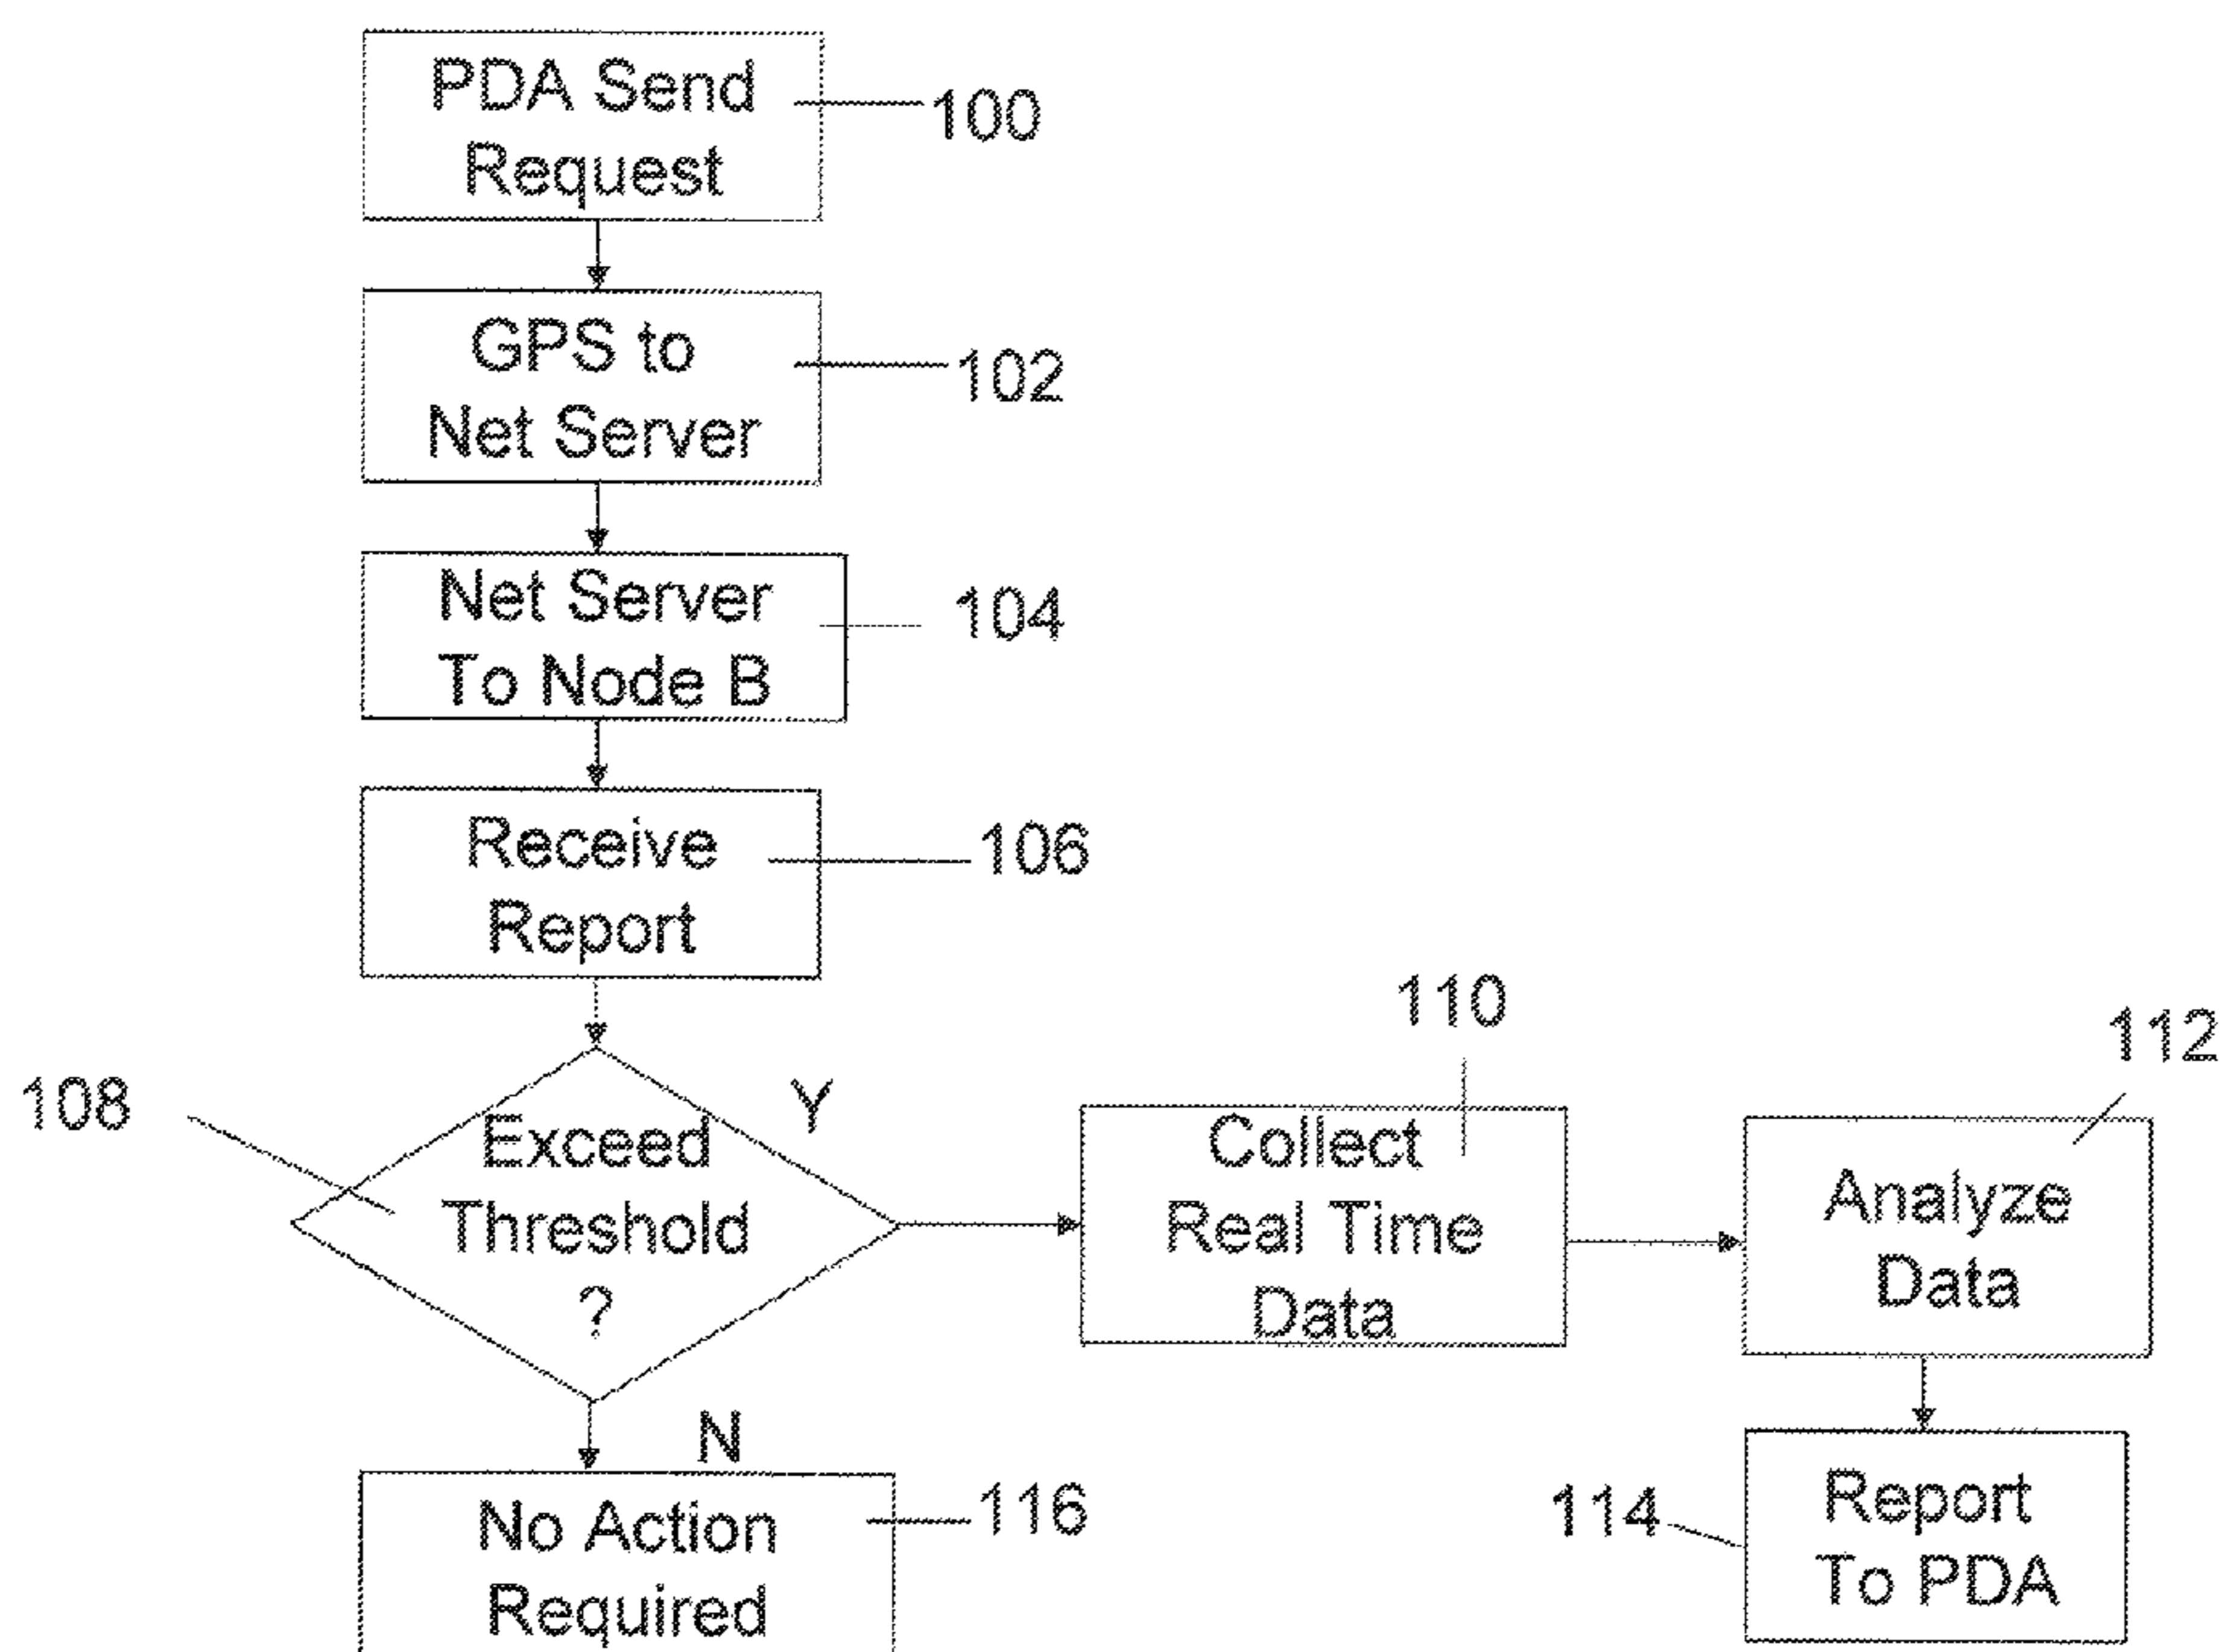 PDA Send
Request
100
GPS to
Net Server
102
Net Server
To Node B
104
Receive
Report
106
108
Exceed
Threshold
?
Y
N
110
Collect
Real Time
Data
112
Analyze
Data
114
Report
To PDA
No Action
Required
116